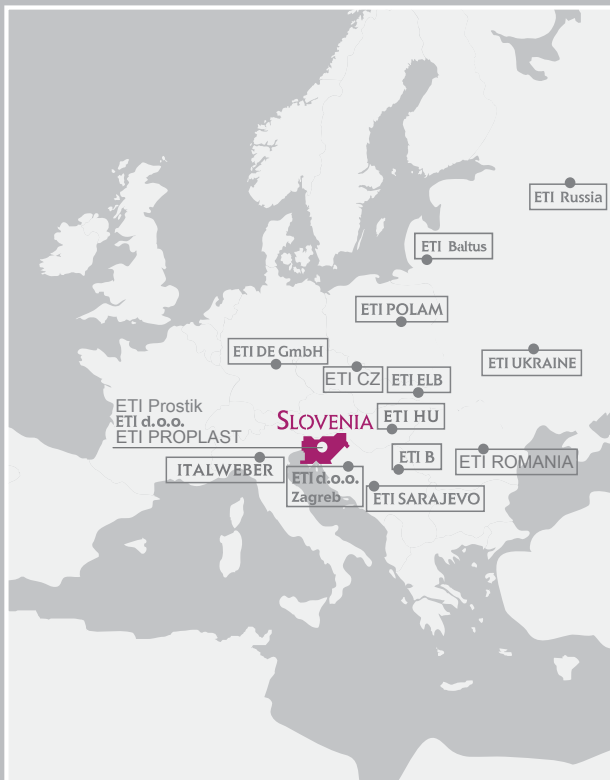 ETI Russia
ETI Baltus
ETI POLAM
ETI DE GmbH
ETI UKRAINE
ETI CZ
ETI ELB
ETI Prostik
ETI d.o.o.
ETI PROPLAST
SLOVENIA
ETI HU
ITALWEBER
ETI B
ETI ROMANIA
ETI d.o.o.
Zagreb
ETI SARAJEVO